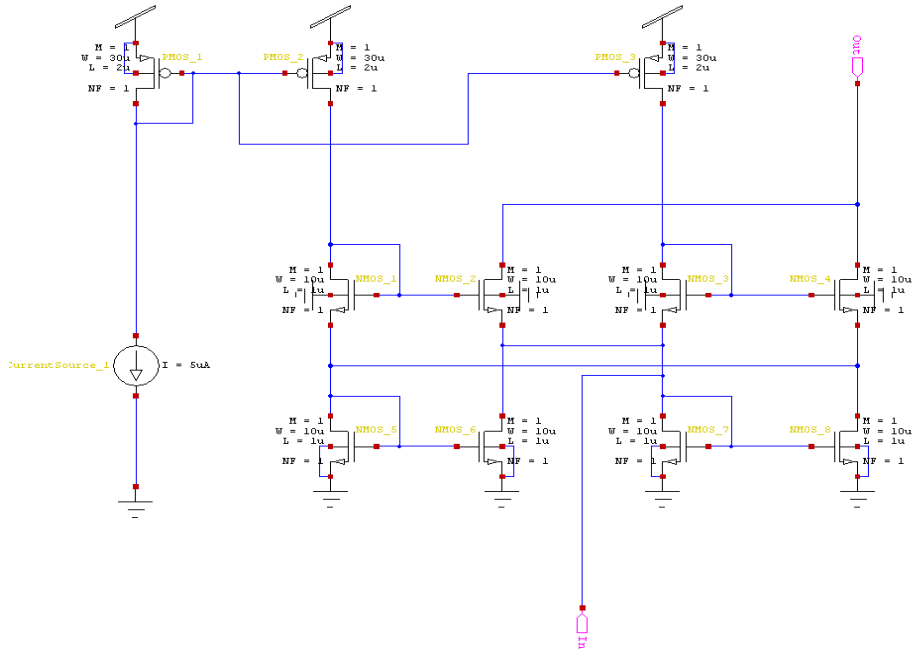 Out
M = 1
W = 30u
L = 2u
NF = 1
PMOS_1
PMOS_2
M = 1
W = 30u
L = 2u
NF = 1
PMOS_3
M = 1
W = 30u
L = 2u
NF = 1
M = 1
W = 10u
L = 1u
NF = 1
NMOS_1
NMOS_2
M = 1
W = 10u
L = 1u
NF = 1
M = 1
W = 10u
L = 1u
NF = 1
NMOS_3
NMOS_4
M = 1
W = 10u
L = 1u
NF = 1
CurrentSource_1
I = 5uA
M = 1
W = 10u
L = 1u
NF = 1
NMOS_5
NMOS_6
M = 1
W = 10u
L = 1u
NF = 1
M = 1
W = 10u
L = 1u
NF = 1
NMOS_7
NMOS_8
M = 1
W = 10u
L = 1u
NF = 1
In